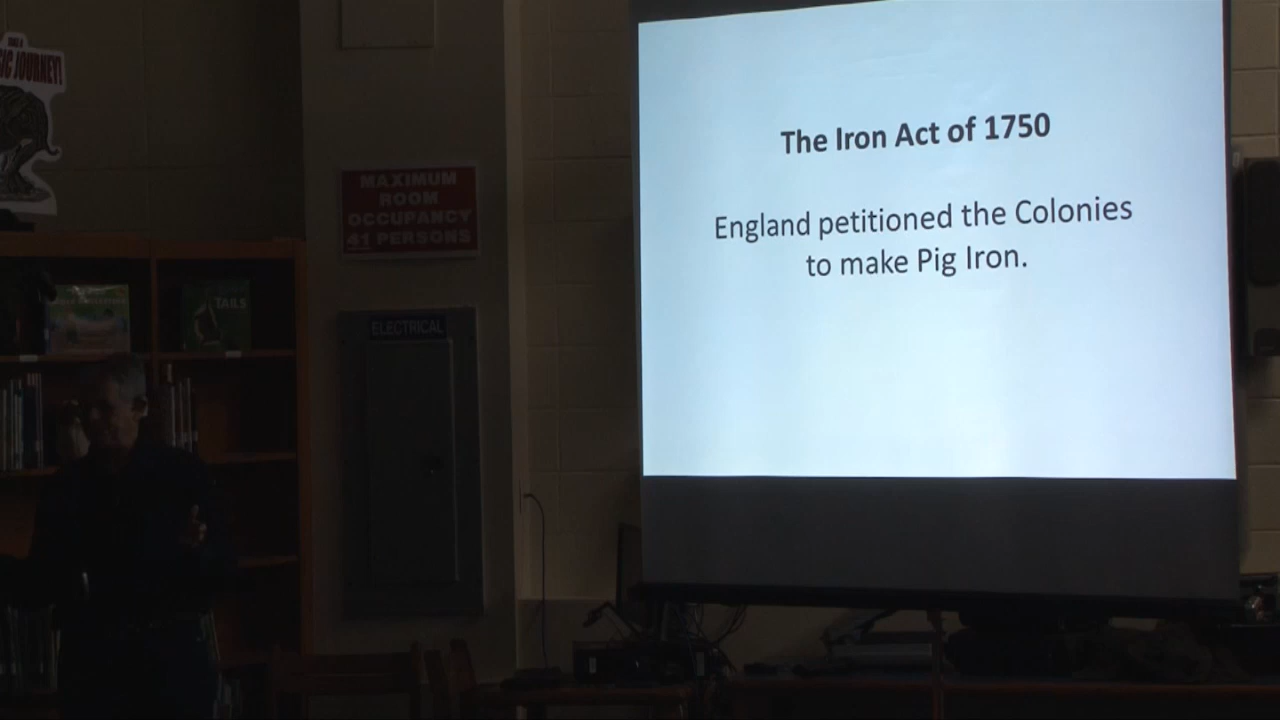 JOURNEY!
MAXIMUM
ROOM
OCCUPANCY
41 PERSONS
ELECTRICAL
TAILS
The Iron Act of 1750
England petitioned the Colonies
to make Pig Iron.